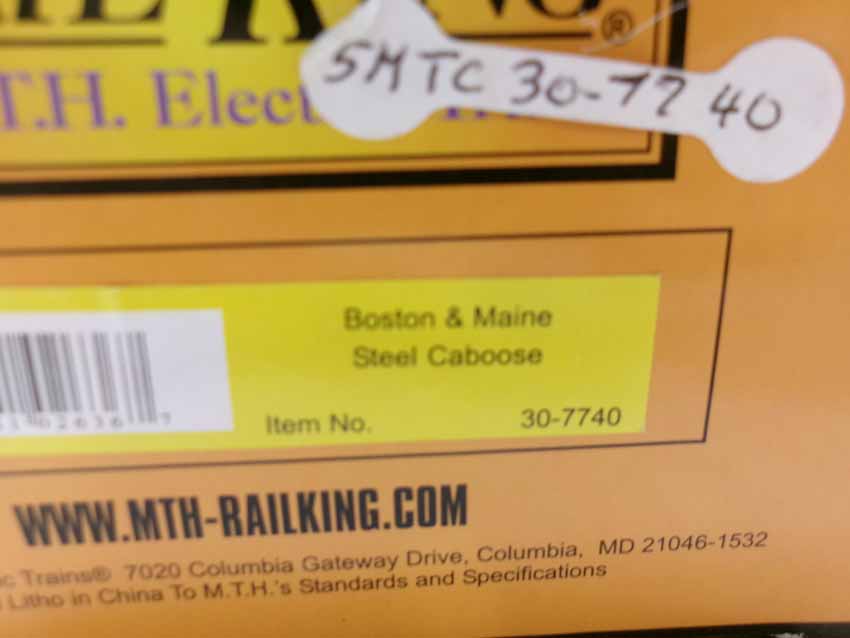 KING®
T.H. Elect
5MTC 30-77 40
Boston & Maine
Steel Caboose
Item No. 30-7740
WWW.MTH-RAILKING.COM
c Trains® 7020 Columbia Gateway Drive, Columbia, MD 21046-1532
Litho in China To M.T.H.'s Standards and Specifications